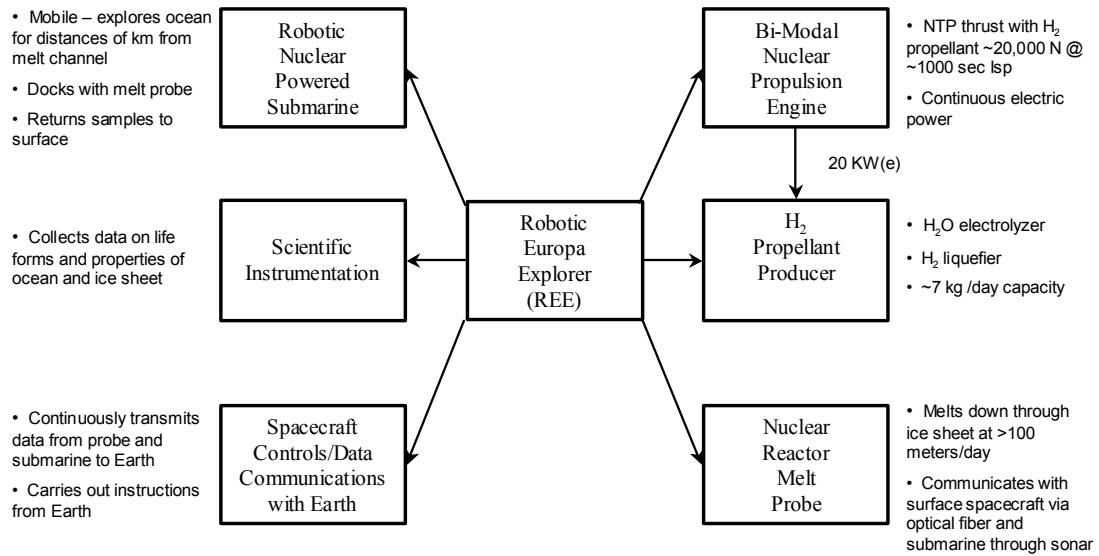 • Mobile – explores ocean
for distances of km from
melt channel
• Docks with melt probe
• Returns samples to
surface
Robotic
Nuclear
Powered
Submarine
Bi-Modal
Nuclear
Propulsion
Engine
• NTP thrust with H₂
propellant ~20,000 N @
~1000 sec Isp
• Continuous electric
power
20 KW(e)
• Collects data on life
forms and properties of
ocean and ice sheet
Scientific
Instrumentation
Robotic
Europa
Explorer
(REE)
H₂
Propellant
Producer
• H₂O electrolyzer
• H₂ liquefier
• ~7 kg /day capacity
• Continuously transmits
data from probe and
submarine to Earth
• Carries out instructions
from Earth
Spacecraft
Controls/Data
Communications
with Earth
Nuclear
Reactor
Melt
Probe
• Melts down through
ice sheet at >100
meters/day
• Communicates with
surface spacecraft via
optical fiber and
submarine through sonar